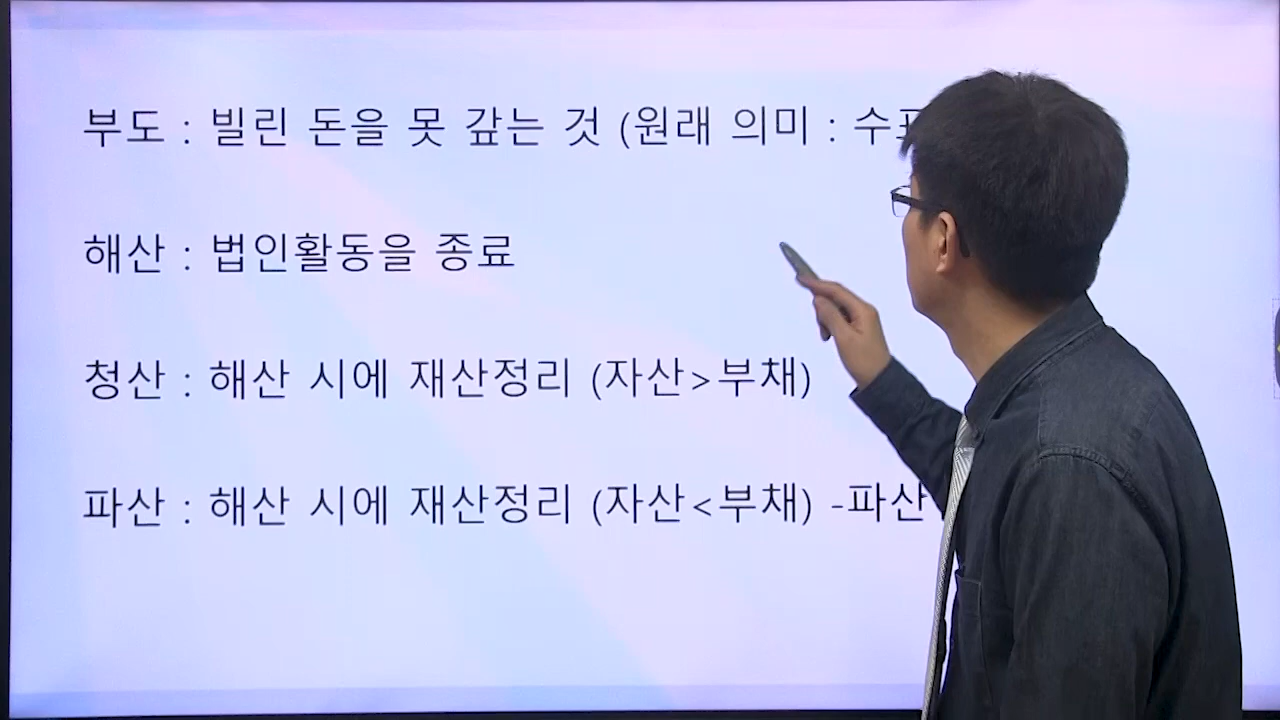 부도 : 빌린 돈을 못 갚는 것 (원래 의미 :
해산 : 법인활동을 종료
청산 : 해산 시에 재산정리 (자산>부채)
파산 : 해산 시에 재산정리 (자산<부채) -파산